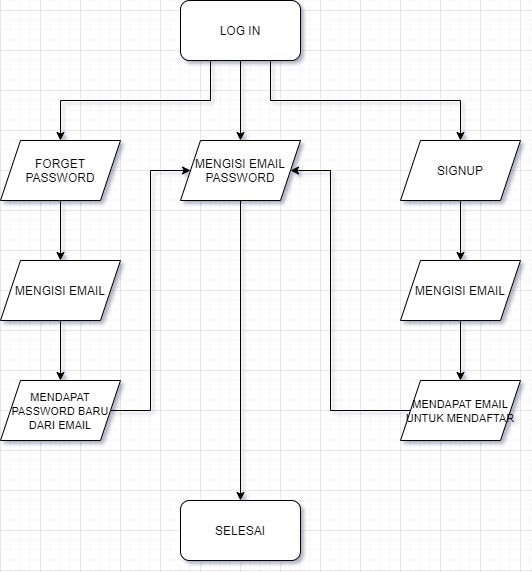 LOG IN
FORGET
PASSWORD
MENGISI EMAIL
PASSWORD
SIGNUP
MENGISI EMAIL
MENGISI EMAIL
MENDAPAT
PASSWORD BARU
DARI EMAIL
MENDAPAT EMAIL
UNTUK MENDAFTAR
SELESAI